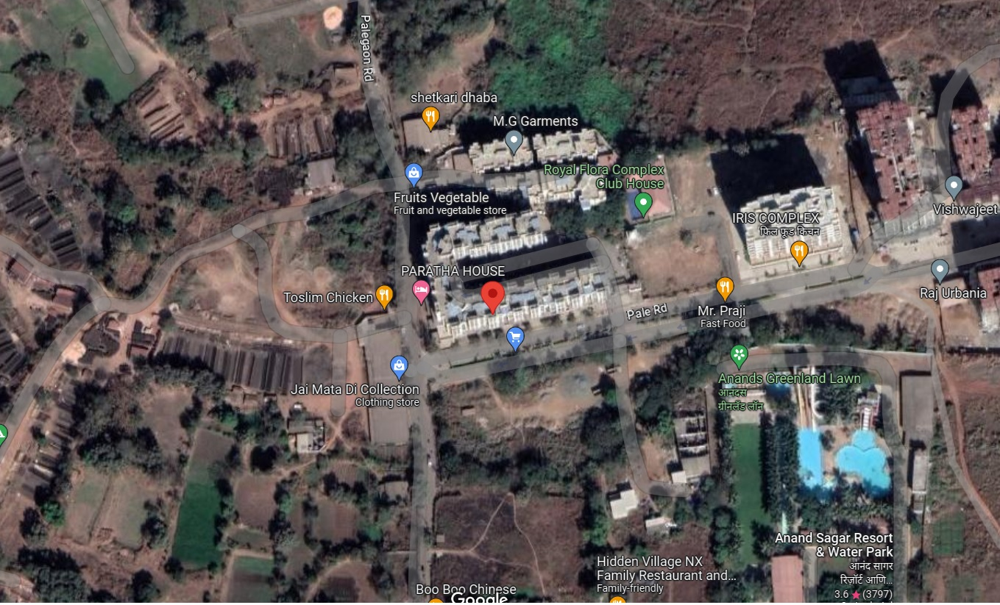 Palegaon Rd
shetkari dhaba
M.G Garments
Royal Flora Complex
Club House
Fruits Vegetable
Fruit and vegetable store
IRIS COMPLEX
फिल फूड किचन
Vishwajeet
PARATHA HOUSE
Toslim Chicken
Raj Urbania
Pale Rd
Mr. Praji
Fast Food
Jai Mata Di Collection
Clothing store
Anands Greenland Lawn
आनंदस
ग्रीनलँड लॉन
Anand Sagar Resort
& Water Park
आनंद सागर
रिज़ॉर्ट आणि...
3.6 ★ (3797)
Hidden Village NX
Family Restaurant and...
Family-friendly
Boo Boo Chinese
Google